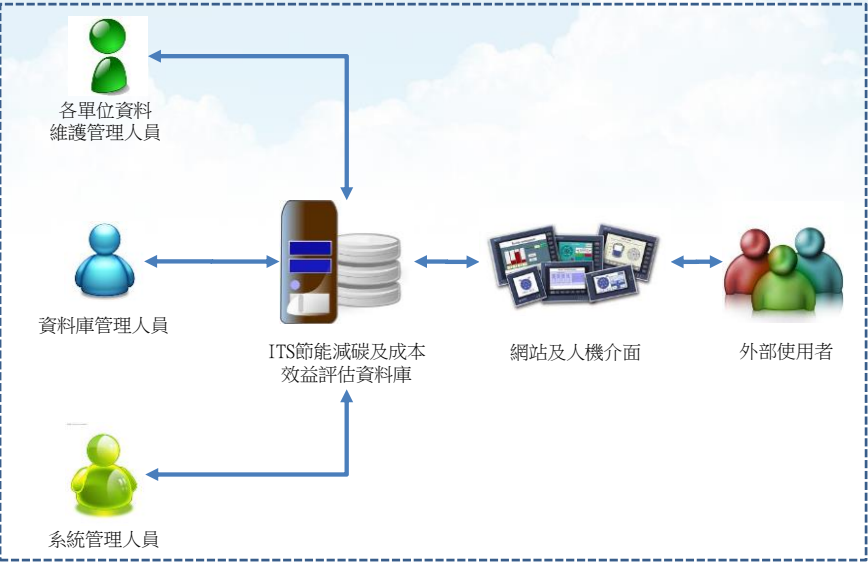 各單位資料
維護管理人員
資料庫管理人員
ITS節能減碳及成本
效益評估資料庫
網站及人機介面
外部使用者
系統管理人員